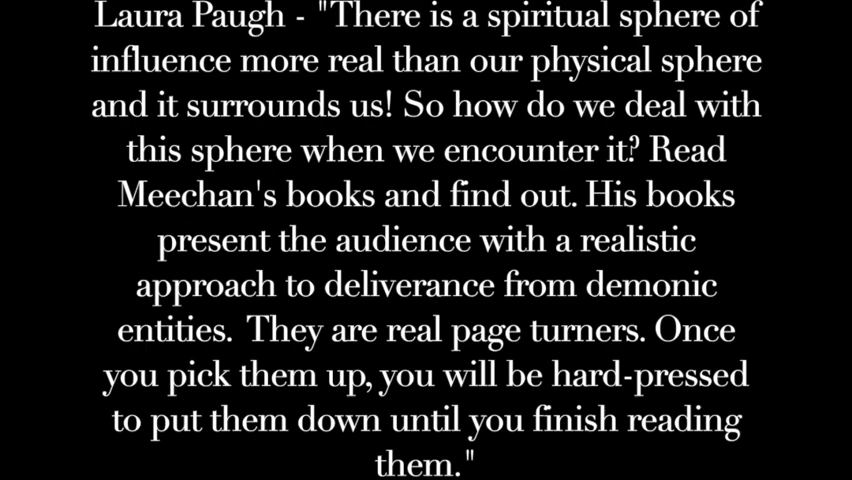 Laura Paugh - "There is a spiritual sphere of
influence more real than our physical sphere
and it surrounds us! So how do we deal with
this sphere when we encounter it? Read
Meechan's books and find out. His books
present the audience with a realistic
approach to deliverance from demonic
entities.  They are real page turners. Once
you pick them up, you will be hard-pressed
to put them down until you finish reading
them."